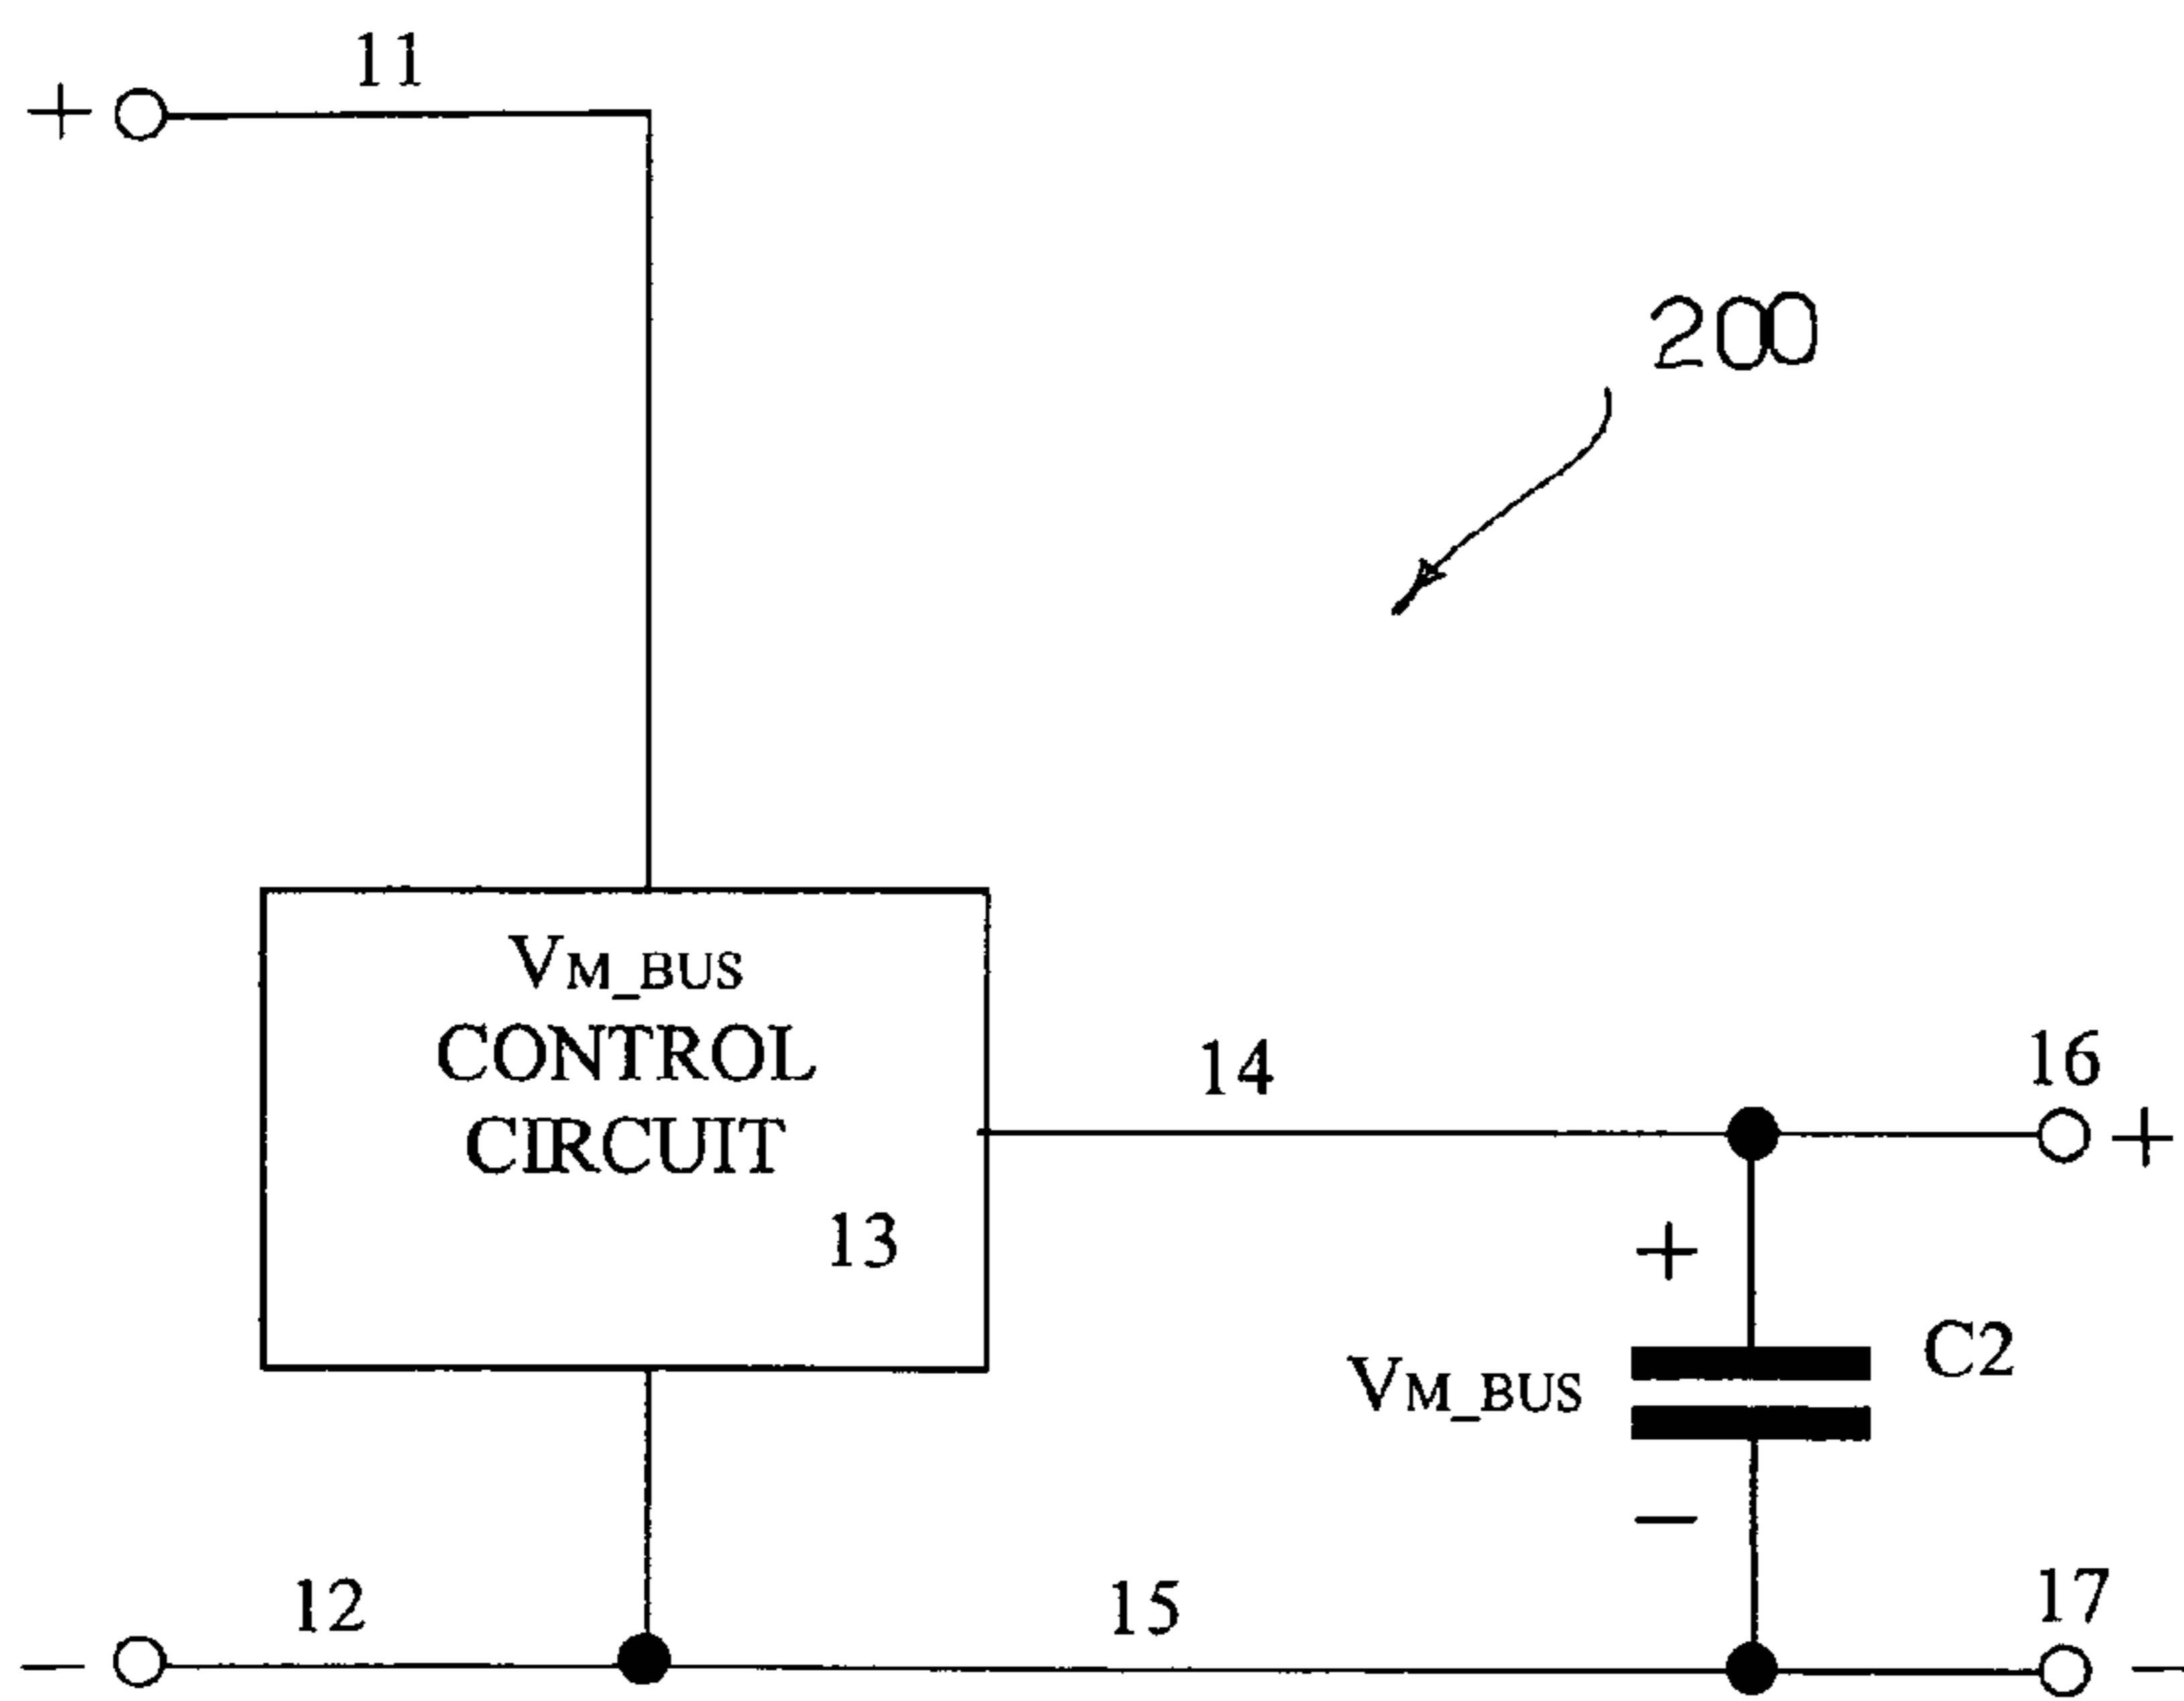 11
+
200
VM_BUS
CONTROL
CIRCUIT
13
14
16
+
+
VM_BUS
C2
−
12
15
17
−
−